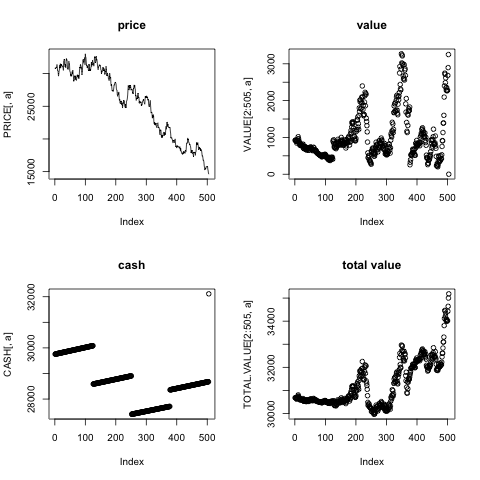 price
PRICE[, a]
15000 25000
0 100 200 300 400 500
Index
value
VALUE[2:505, a]
0 1000 2000 3000
0 100 200 300 400 500
Index
cash
CASH[, a]
28000 30000 32000
0 100 200 300 400 500
Index
total value
TOTAL.VALUE[2:505, a]
30000 31000 32000 34000
0 100 200 300 400 500
Index